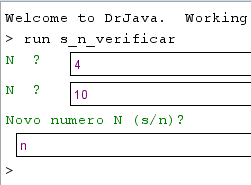 Welcome to DrJava.  Working
> run s_n_verificar
N  ?  4
N  ?  10
Novo numero N (s/n)?
n
>